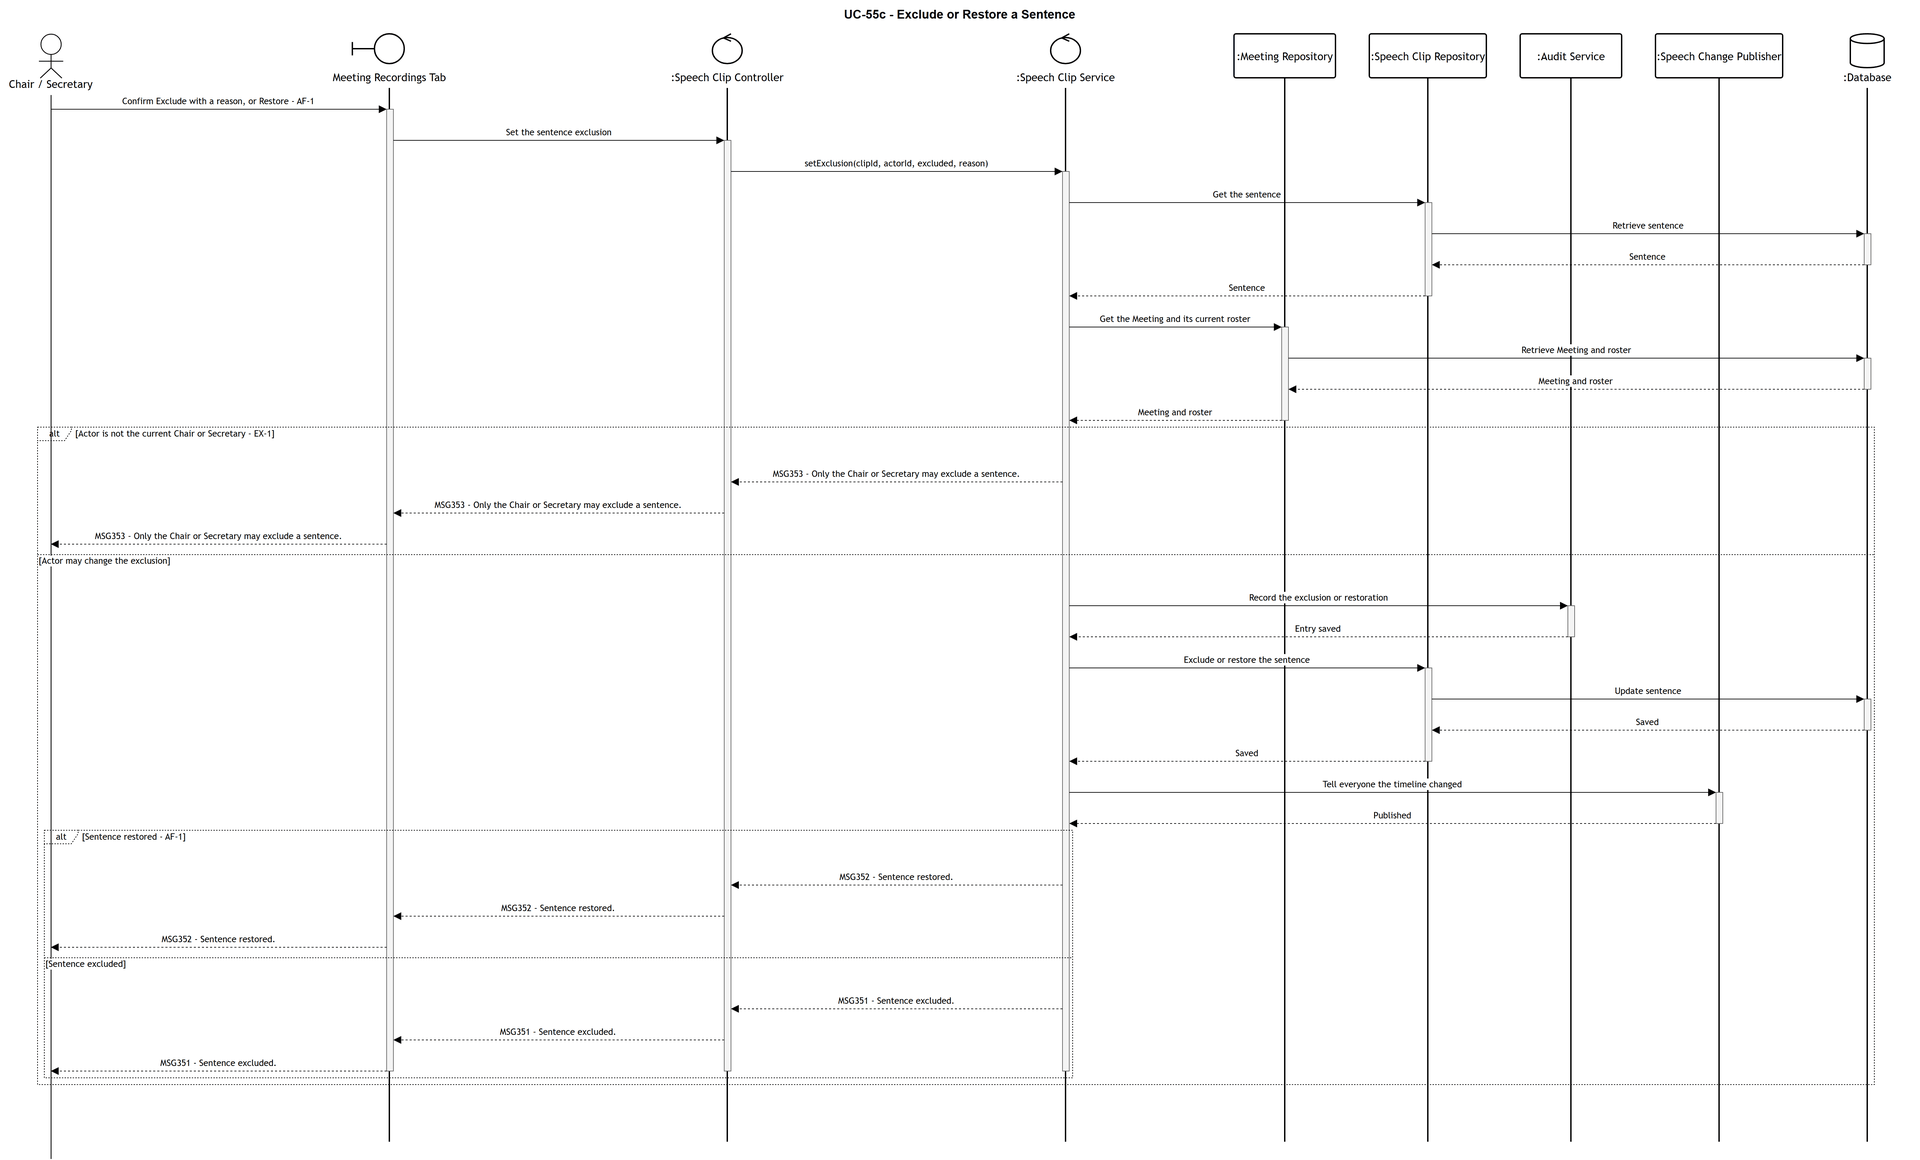 UC-55c - Exclude or Restore a Sentence
Chair / Secretary
Meeting Recordings Tab
:Speech Clip Controller
:Speech Clip Service
:Meeting Repository
:Speech Clip Repository
:Audit Service
:Speech Change Publisher
:Database
Confirm Exclude with a reason, or Restore - AF-1
Set the sentence exclusion
setExclusion(clipId, actorId, excluded, reason)
Get the sentence
Retrieve sentence
Sentence
Sentence
Get the Meeting and its current roster
Retrieve Meeting and roster
Meeting and roster
Meeting and roster
alt [Actor is not the current Chair or Secretary - EX-1]
MSG353 - Only the Chair or Secretary may exclude a sentence.
MSG353 - Only the Chair or Secretary may exclude a sentence.
MSG353 - Only the Chair or Secretary may exclude a sentence.
[Actor may change the exclusion]
Record the exclusion or restoration
Entry saved
Exclude or restore the sentence
Update sentence
Saved
Saved
Tell everyone the timeline changed
Published
alt [Sentence restored - AF-1]
MSG352 - Sentence restored.
MSG352 - Sentence restored.
MSG352 - Sentence restored.
[Sentence excluded]
MSG351 - Sentence excluded.
MSG351 - Sentence excluded.
MSG351 - Sentence excluded.